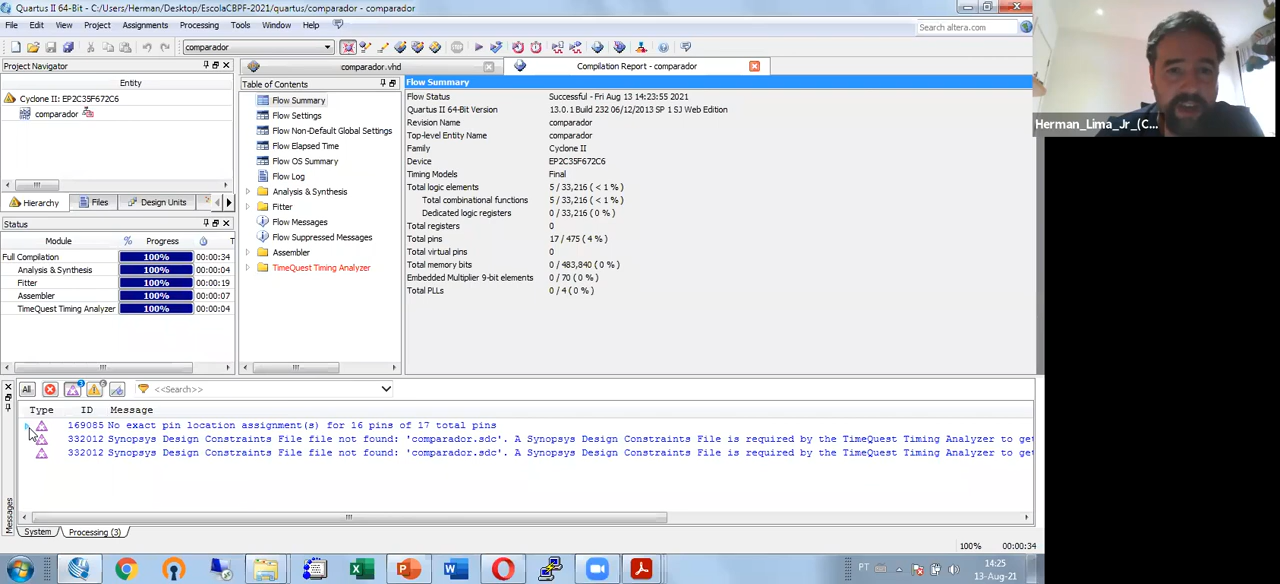 Quartus II 64-Bit - C:/Users/Herman/Desktop/EscolaCBPF-2021/quartus/comparador - comparador
File Edit View Project Assignments Processing Tools Window Help
Search altera.com
comparador
Project Navigator
Entity
Cyclone II: EP2C35F672C6
comparador
Hierarchy Files Design Units
Status
Module % Progress T
Full Compilation 100% 00:00:34
Analysis & Synthesis 100% 00:00:04
Fitter 100% 00:00:19
Assembler 100% 00:00:07
TimeQuest Timing Analyzer 100% 00:00:04
comparador.vhd
Compilation Report - comparador
Table of Contents
Flow Summary
Flow Settings
Flow Non-Default Global Settings
Flow Elapsed Time
Flow OS Summary
Flow Log
Analysis & Synthesis
Fitter
Flow Messages
Flow Suppressed Messages
Assembler
TimeQuest Timing Analyzer
Flow Summary
Flow Status Successful - Fri Aug 13 14:23:55 2021
Quartus II 64-Bit Version 13.0.1 Build 232 06/12/2013 SP 1 SJ Web Edition
Revision Name comparador
Top-level Entity Name comparador
Family Cyclone II
Device EP2C35F672C6
Timing Models Final
Total logic elements 5 / 33,216 ( < 1 % )
Total combinational functions 5 / 33,216 ( < 1 % )
Dedicated logic registers 0 / 33,216 ( 0 % )
Total registers 0
Total pins 17 / 475 ( 4 % )
Total virtual pins 0
Total memory bits 0 / 483,840 ( 0 % )
Embedded Multiplier 9-bit elements 0 / 70 ( 0 % )
Total PLLs 0 / 4 ( 0 % )
Herman_Lima_Jr_(C...
All
<<Search>>
Type ID Message
169085 No exact pin location assignment(s) for 16 pins of 17 total pins
332012 Synopsys Design Constraints File file not found: 'comparador.sdc'. A Synopsys Design Constraints File is required by the TimeQuest Timing Analyzer to get
332012 Synopsys Design Constraints File file not found: 'comparador.sdc'. A Synopsys Design Constraints File is required by the TimeQuest Timing Analyzer to get
Messages
System Processing (3)
100% 00:00:34
PT
14:25
13-Aug-21